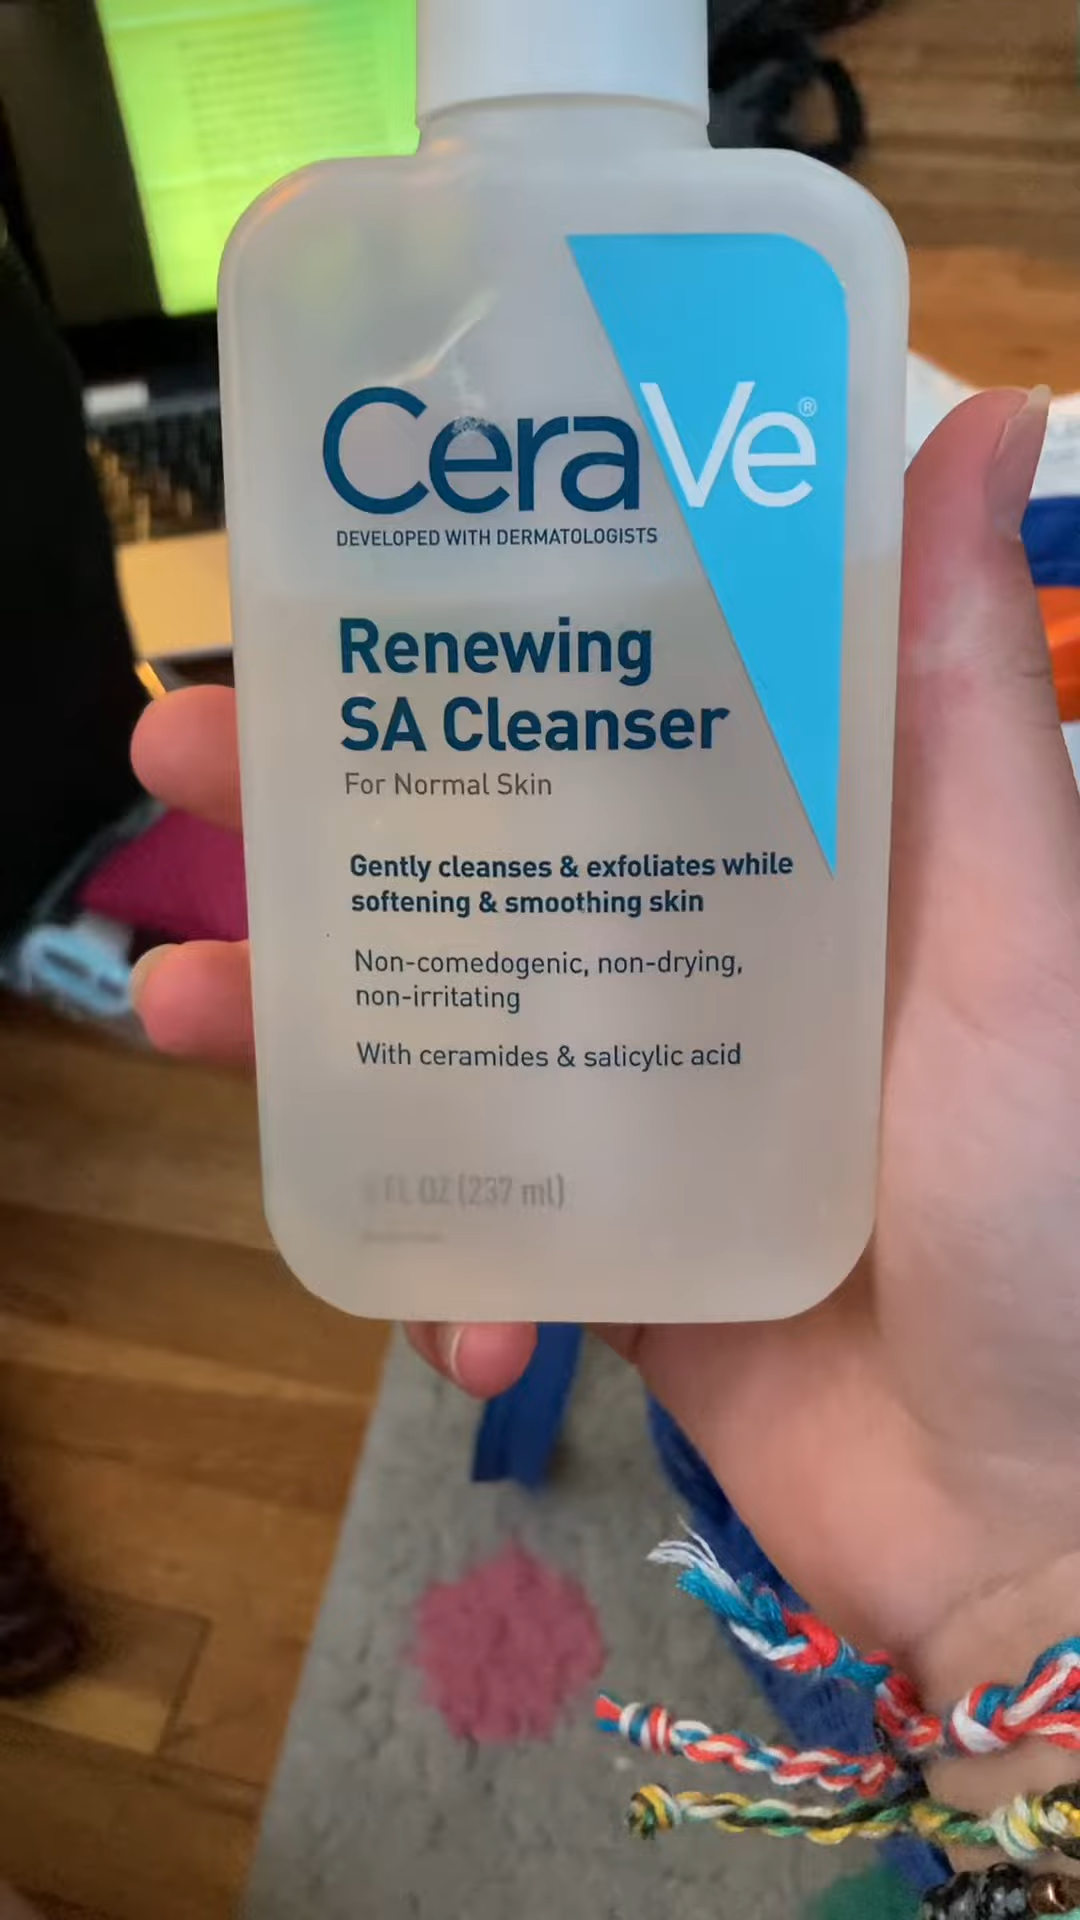 CeraVe®
DEVELOPED WITH DERMATOLOGISTS
Renewing
SA Cleanser
For Normal Skin
Gently cleanses & exfoliates while
softening & smoothing skin
Non-comedogenic, non-drying,
non-irritating
With ceramides & salicylic acid
FL OZ (237 ml)